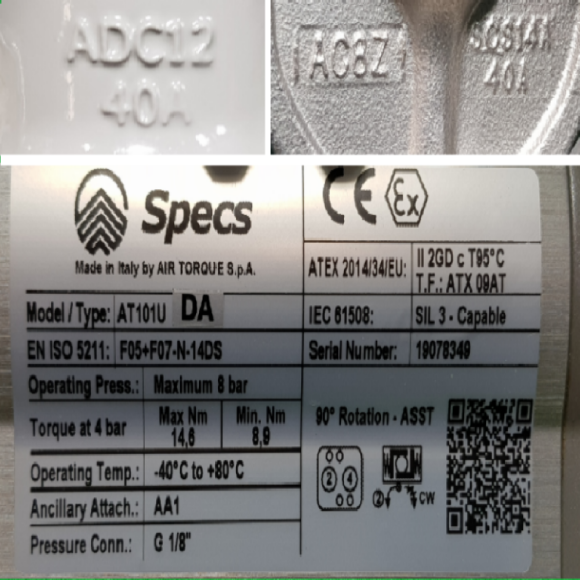 ADC12
40A
AC8Z
SCS14A
40A
Specs
CE Ex
Made in Italy by AIR TORQUE S.p.A.
ATEX 2014/34/EU: II 2GD c T95°C
T.F.: ATX 09AT
Model / Type: AT101U DA
IEC 61508: SIL 3 - Capable
EN ISO 5211: F05+F07-N-14DS
Serial Number: 19078349
Operating Press.: Maximum 8 bar
Torque at 4 bar Max Nm 14,6 Min. Nm 8,9
90° Rotation - ASST
Operating Temp.: -40°C to +80°C
2 4
2 CW
Ancillary Attach.: AA1
Pressure Conn.: G 1/8"